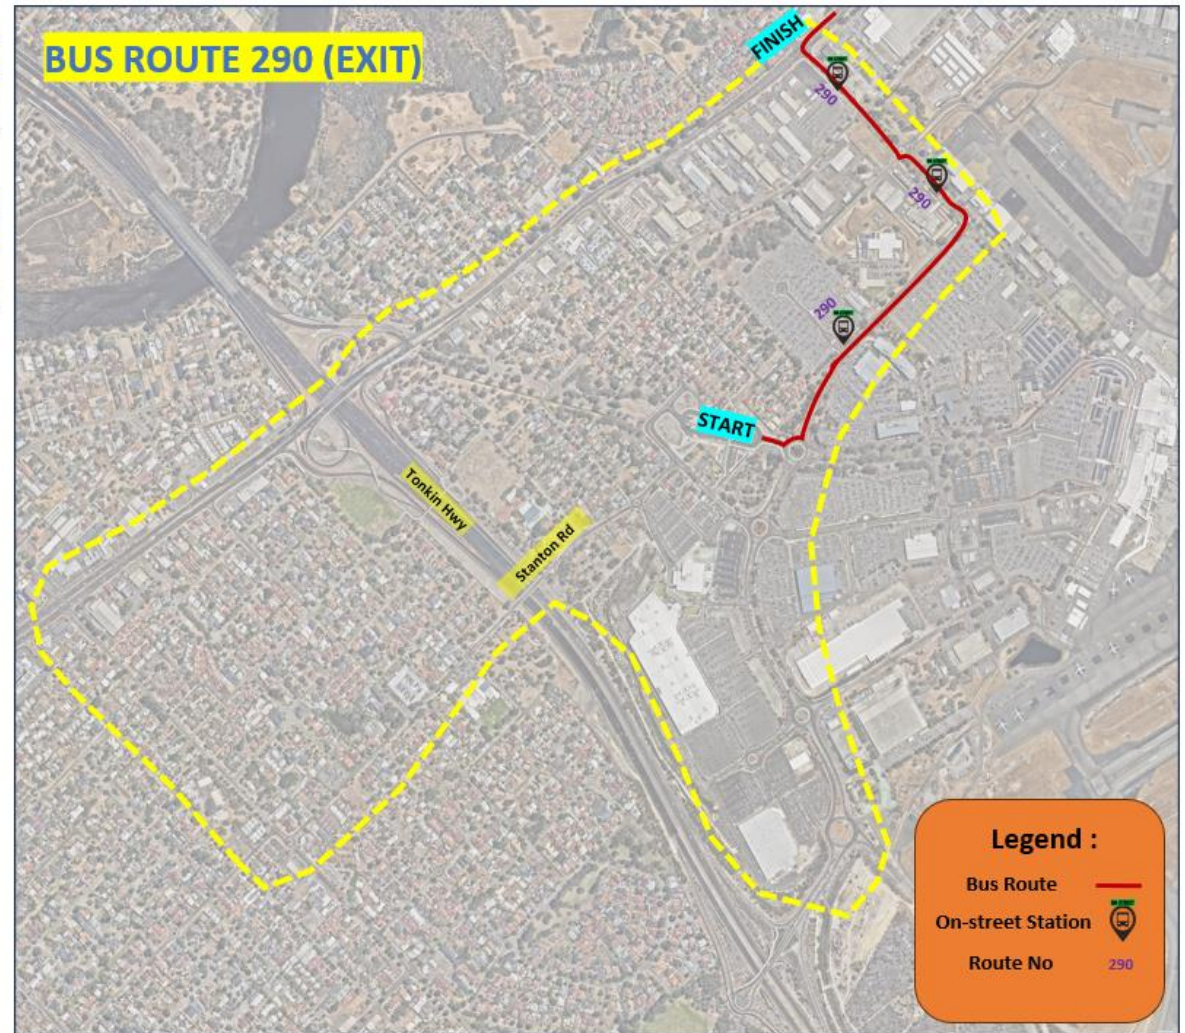 BUS ROUTE 290 (EXIT)
FINISH
290
290
290
START
Tonkin Hwy
Stanton Rd
Legend :
Bus Route
On-street Station
Route No
290